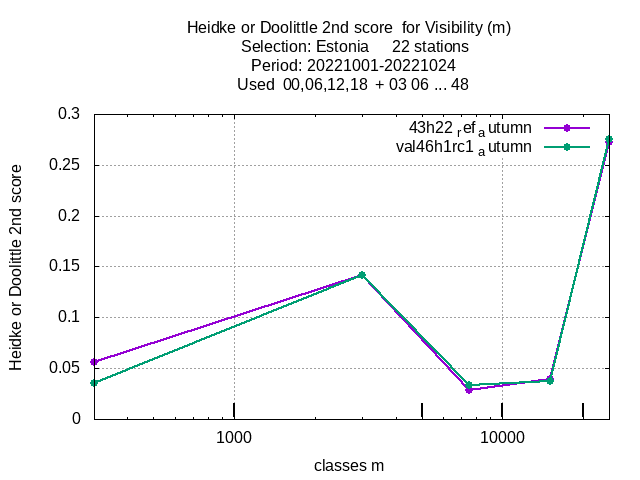 Heidke or Doolittle 2nd score  for Visibility (m)
Selection: Estonia     22 stations
Period: 20221001-20221024
Used  00,06,12,18  + 03 06 ... 48
43h22 ref a utumn
val46h1rc1 a utumn
0.3
0.25
0.2
0.15
0.1
0.05
0
Heidke or Doolittle 2nd score
1000
10000
classes m